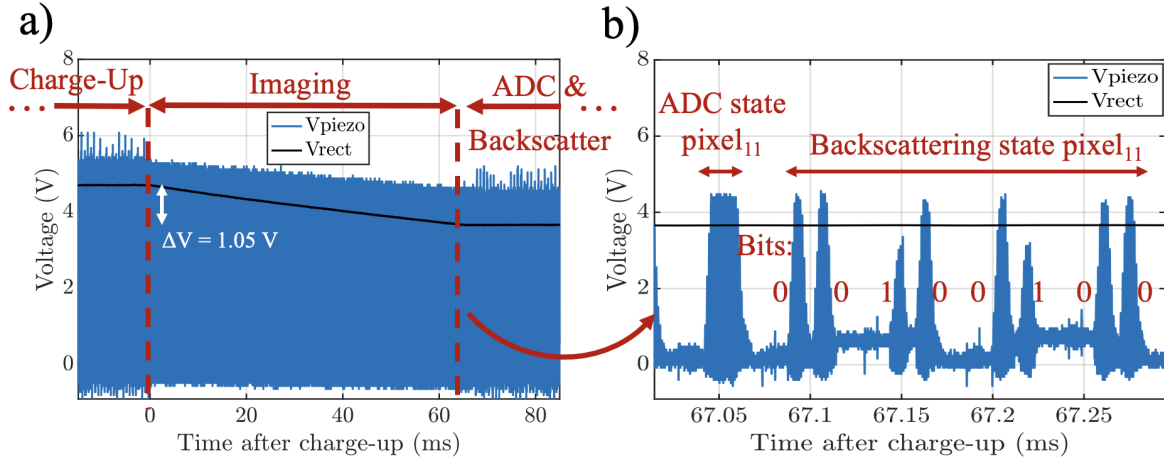 a)
Charge-Up
Imaging
ADC &
Backscatter
Vpiezo
Vrect
ΔV = 1.05 V
Voltage (V)
8
6
4
2
0
0
20
40
60
80
Time after charge-up (ms)
b)
Vpiezo
Vrect
ADC state
pixel₁₁
Backscattering state pixel₁₁
Bits:
0 0 1 0 0 1 0 0
Voltage (V)
8
6
4
2
0
67.05
67.1
67.15
67.2
67.25
Time after charge-up (ms)